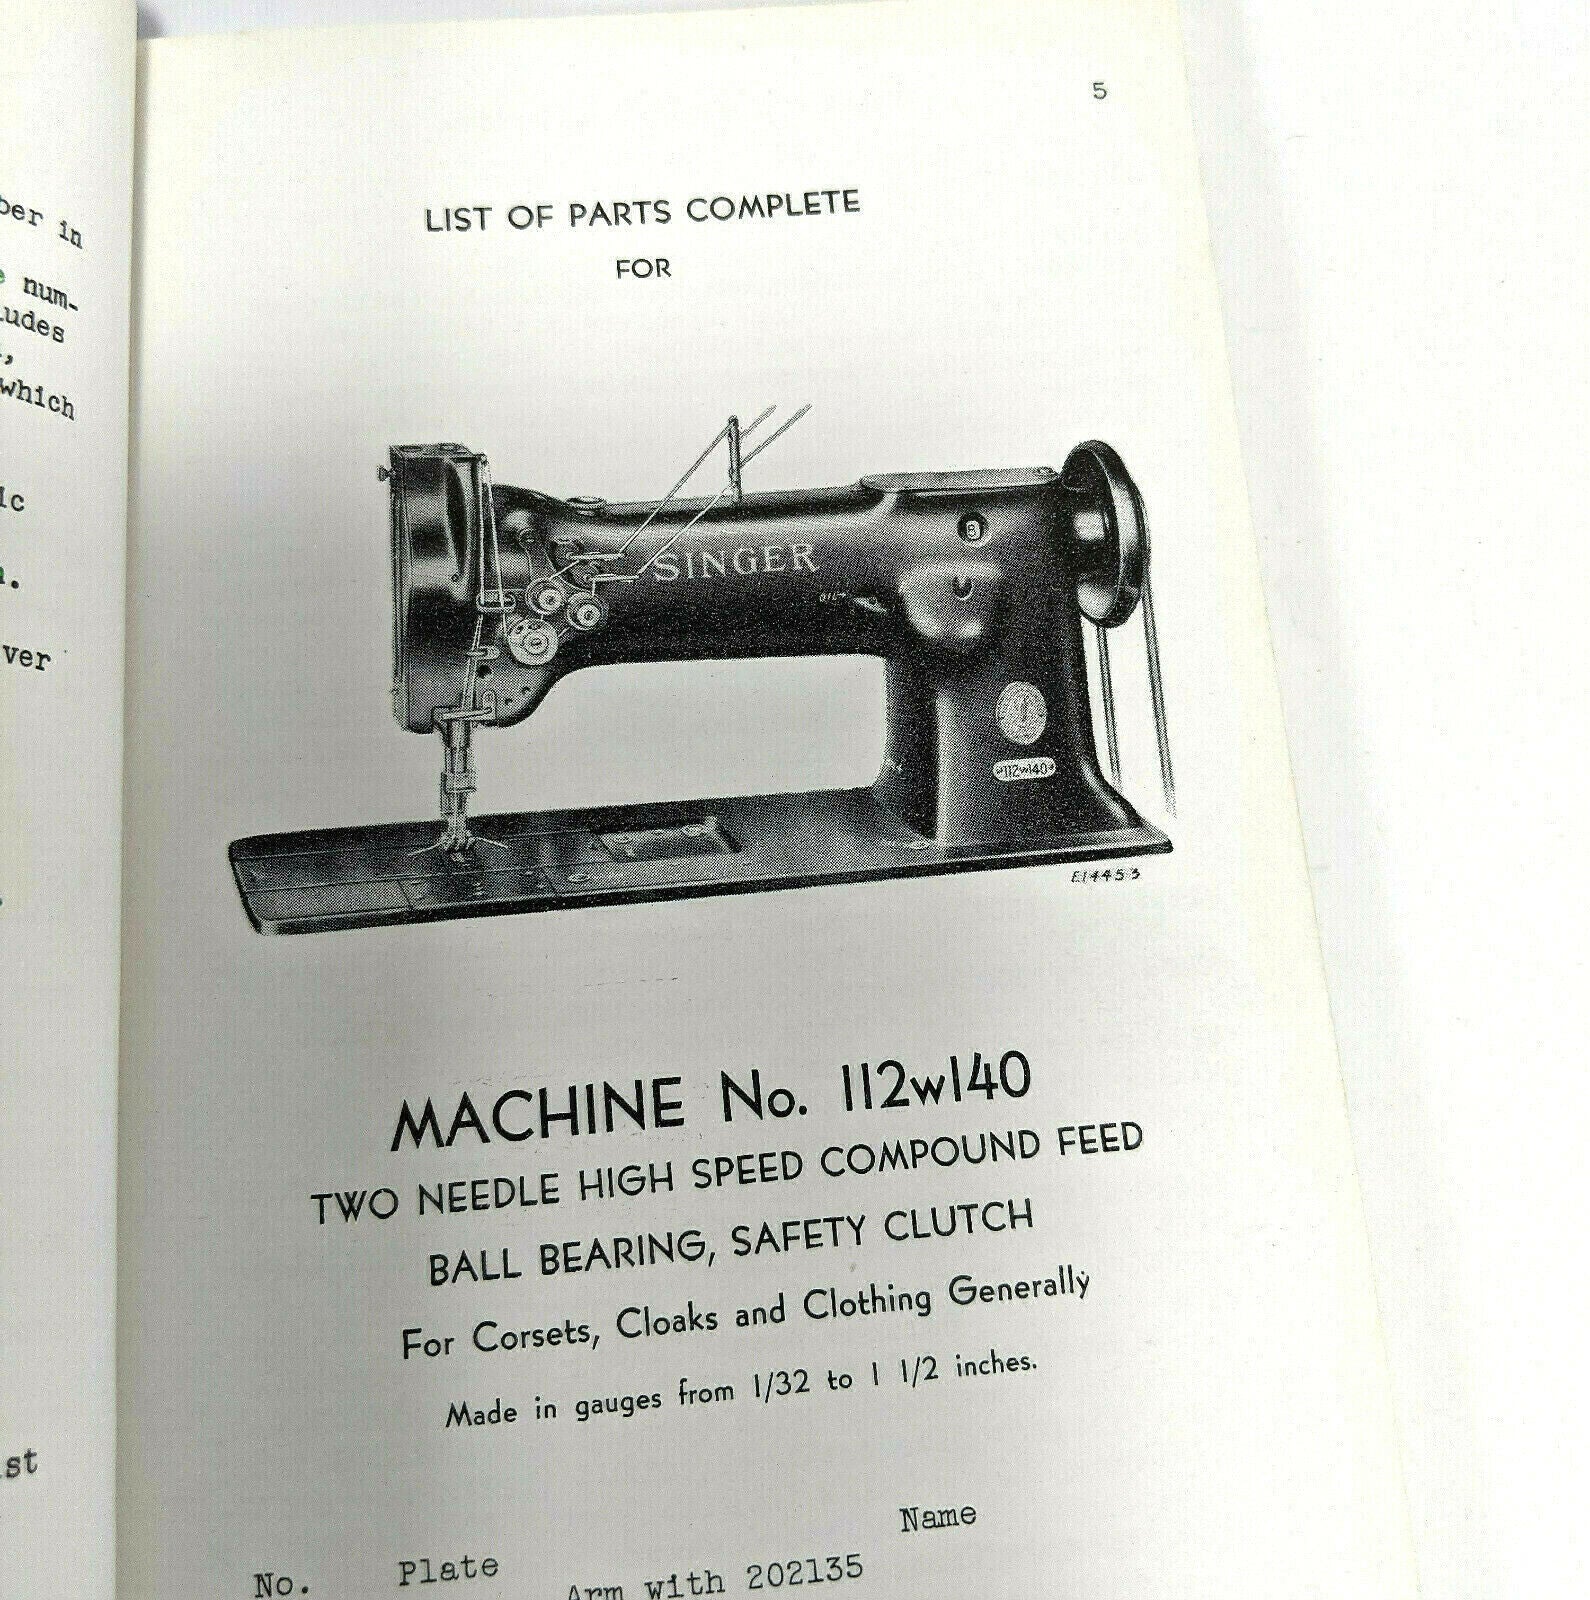 ber in
num-
ludes
which
ic
ver
st
5
LIST OF PARTS COMPLETE
FOR
SINGER
OIL
B
112w140
E14453
MACHINE No. 112w140
TWO NEEDLE HIGH SPEED COMPOUND FEED
BALL BEARING, SAFETY CLUTCH
For Corsets, Cloaks and Clothing Generally
Made in gauges from 1/32 to 1 1/2 inches.
No. Plate Name
Arm with 202135